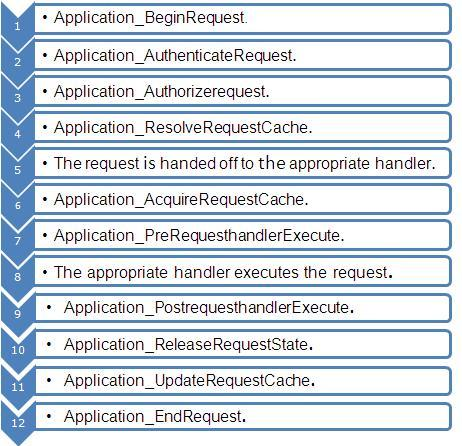 1 • Application_BeginRequest.
2 • Application_AuthenticateRequest.
3 • Application_Authorizerequest.
4 • Application_ResolveRequestCache.
5 • The request is handed off to the appropriate handler.
6 • Application_AcquireRequestCache.
7 • Application_PreRequesthandlerExecute.
8 • The appropriate handler executes the request.
9 • Application_PostrequesthandlerExecute.
10 • Application_ReleaseRequestState.
11 • Application_UpdateRequestCache.
12 • Application_EndRequest.